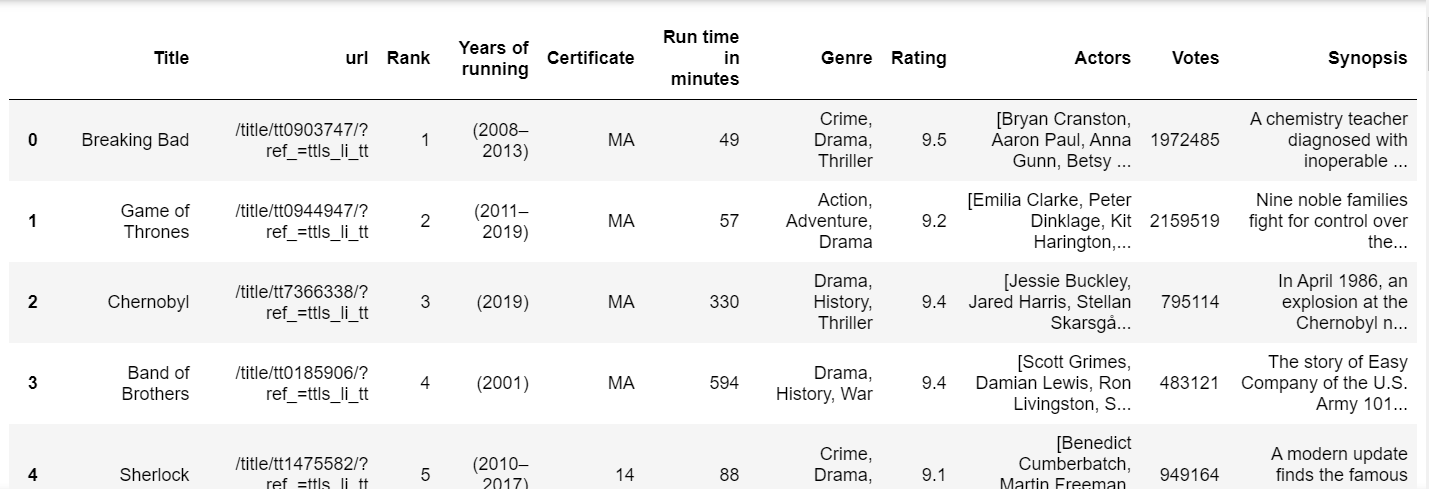 Title url Rank Years of running Certificate Run time in minutes Genre Rating Actors Votes Synopsis
0 Breaking Bad /title/tt0903747/?ref_=ttls_li_tt 1 (2008–2013) MA 49 Crime, Drama, Thriller 9.5 [Bryan Cranston, Aaron Paul, Anna Gunn, Betsy ... 1972485 A chemistry teacher diagnosed with inoperable ...
1 Game of Thrones /title/tt0944947/?ref_=ttls_li_tt 2 (2011–2019) MA 57 Action, Adventure, Drama 9.2 [Emilia Clarke, Peter Dinklage, Kit Harington,... 2159519 Nine noble families fight for control over the...
2 Chernobyl /title/tt7366338/?ref_=ttls_li_tt 3 (2019) MA 330 Drama, History, Thriller 9.4 [Jessie Buckley, Jared Harris, Stellan Skarsgå... 795114 In April 1986, an explosion at the Chernobyl n...
3 Band of Brothers /title/tt0185906/?ref_=ttls_li_tt 4 (2001) MA 594 Drama, History, War 9.4 [Scott Grimes, Damian Lewis, Ron Livingston, S... 483121 The story of Easy Company of the U.S. Army 101...
4 Sherlock /title/tt1475582/?ref_=ttls_li_tt 5 (2010–2017) 14 88 Crime, Drama, 9.1 [Benedict Cumberbatch, Martin Freeman, 949164 A modern update finds the famous